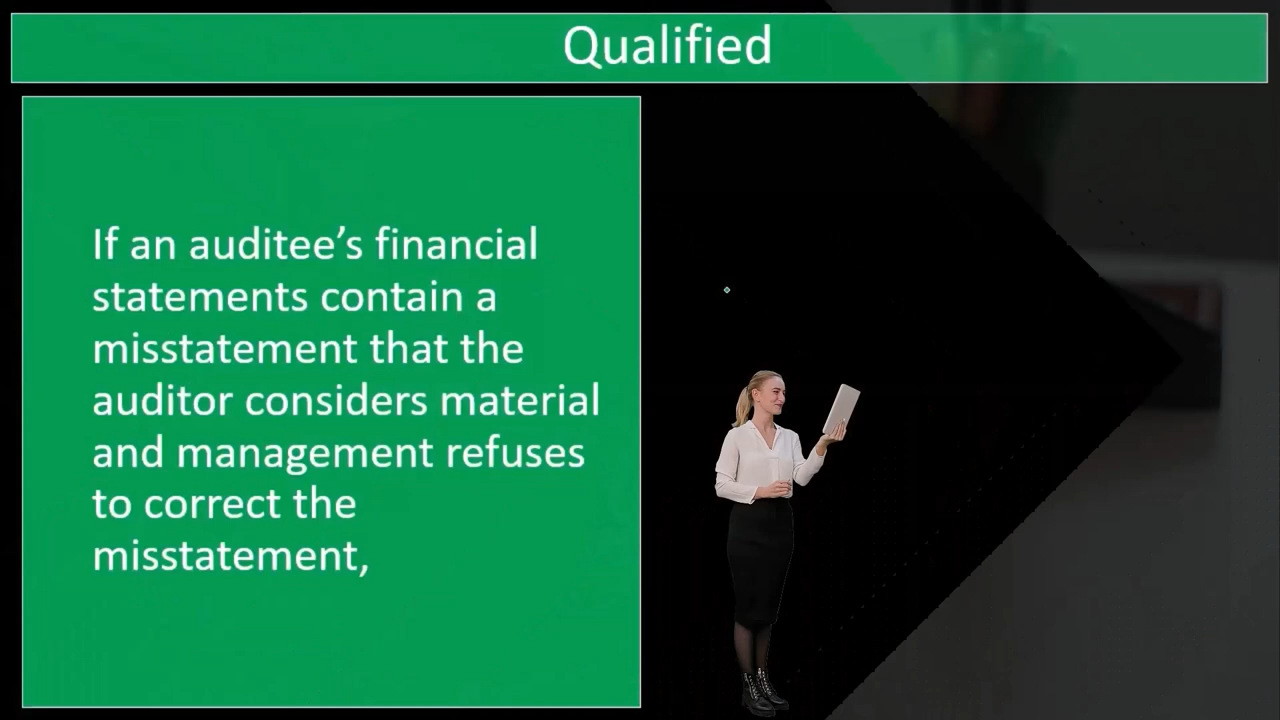 Qualified
If an auditee’s financial
statements contain a
misstatement that the
auditor considers material
and management refuses
to correct the
misstatement,